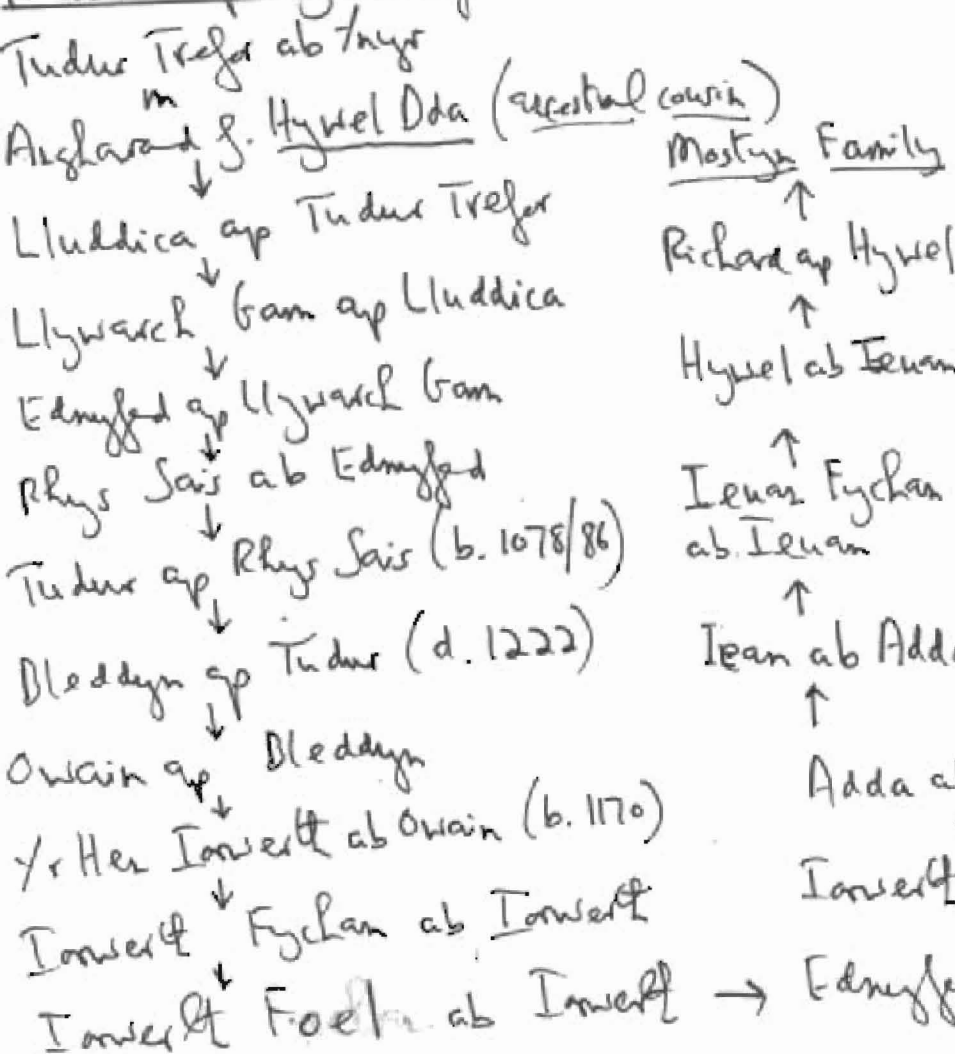 Tudur Trefor ab Ynyr
m
Angharad f. Hywel Dda (ancestral cousin)
↓
Lluddica ap Tudur Trefor
↓
Llywarch Gam ap Lluddica
↓
Ednyfed ap Llywarch Gam
↓
Rhys Sais ab Ednyfed
↓
Tudur ap Rhys Sais (b. 1078/86)
↓
Bleddyn ap Tudur (d. 1222)
↓
Owain ap Bleddyn
↓
Yr Hen Iorwerth ab Owain (b. 1170)
↓
Iorwerth Fychan ab Iorwerth
↓
Iorwerth Foel ab Iorwerth →
Mostyn Family
↑
Richard ap Hywel
↑
Hywel ab Ieuan
↑
Ieuan Fychan
ab Ieuan
↑
Iean ab Adda
↑
Adda a
Iorwerth
Ednyfe